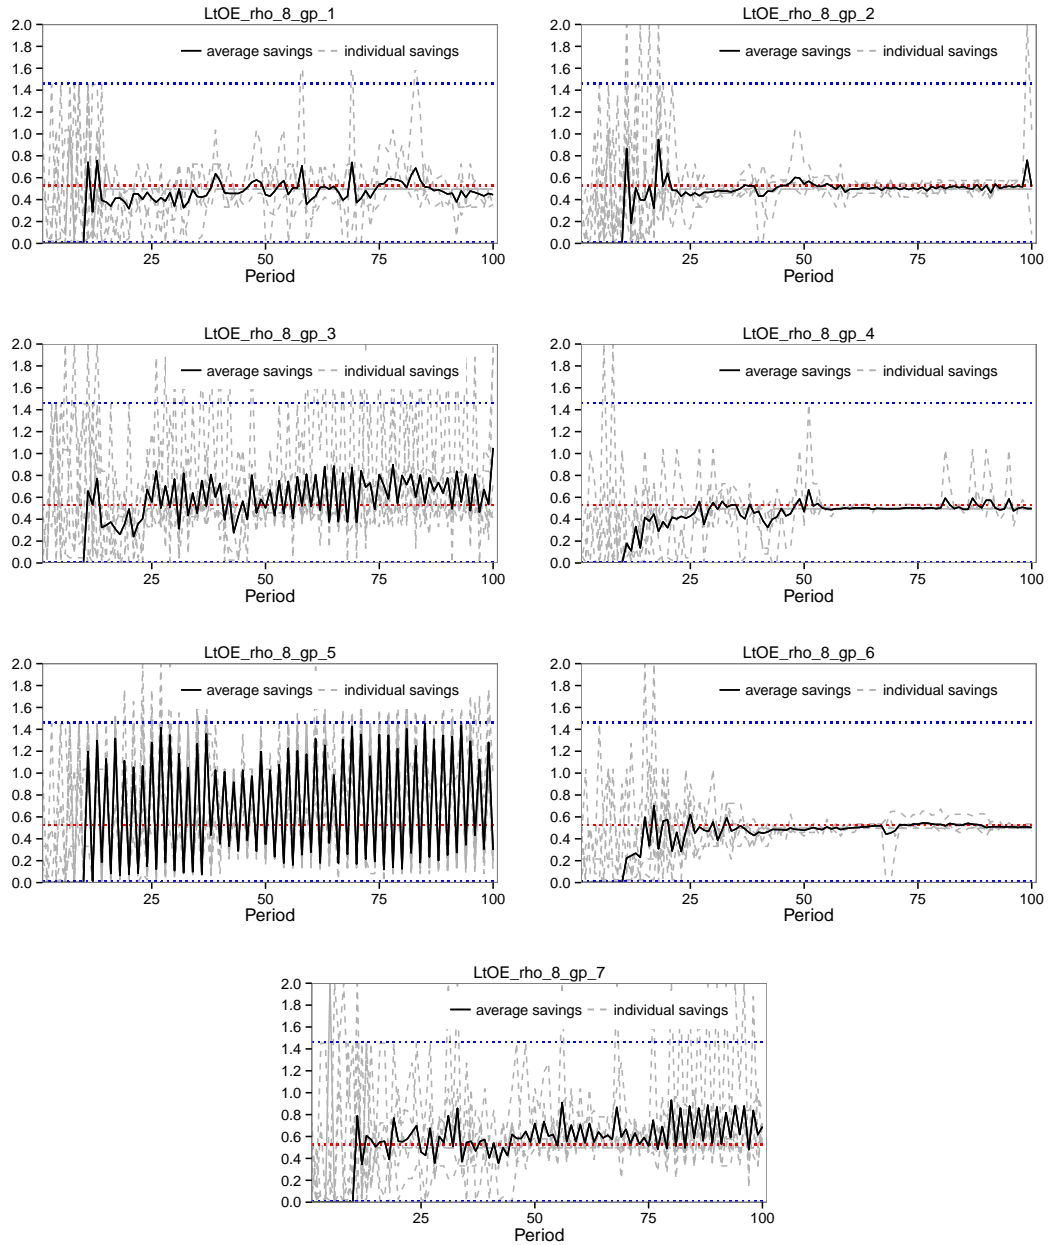 LtOE_rho_8_gp_1
average savings individual savings
2.0
1.8
1.6
1.4
1.2
1.0
0.8
0.6
0.4
0.2
0.0
25 50 75 100
Period
LtOE_rho_8_gp_2
average savings individual savings
2.0
1.8
1.6
1.4
1.2
1.0
0.8
0.6
0.4
0.2
0.0
25 50 75 100
Period
LtOE_rho_8_gp_3
average savings individual savings
2.0
1.8
1.6
1.4
1.2
1.0
0.8
0.6
0.4
0.2
0.0
25 50 75 100
Period
LtOE_rho_8_gp_4
average savings individual savings
2.0
1.8
1.6
1.4
1.2
1.0
0.8
0.6
0.4
0.2
0.0
25 50 75 100
Period
LtOE_rho_8_gp_5
average savings individual savings
2.0
1.8
1.6
1.4
1.2
1.0
0.8
0.6
0.4
0.2
0.0
25 50 75 100
Period
LtOE_rho_8_gp_6
average savings individual savings
2.0
1.8
1.6
1.4
1.2
1.0
0.8
0.6
0.4
0.2
0.0
25 50 75 100
Period
LtOE_rho_8_gp_7
average savings individual savings
2.0
1.8
1.6
1.4
1.2
1.0
0.8
0.6
0.4
0.2
0.0
25 50 75 100
Period